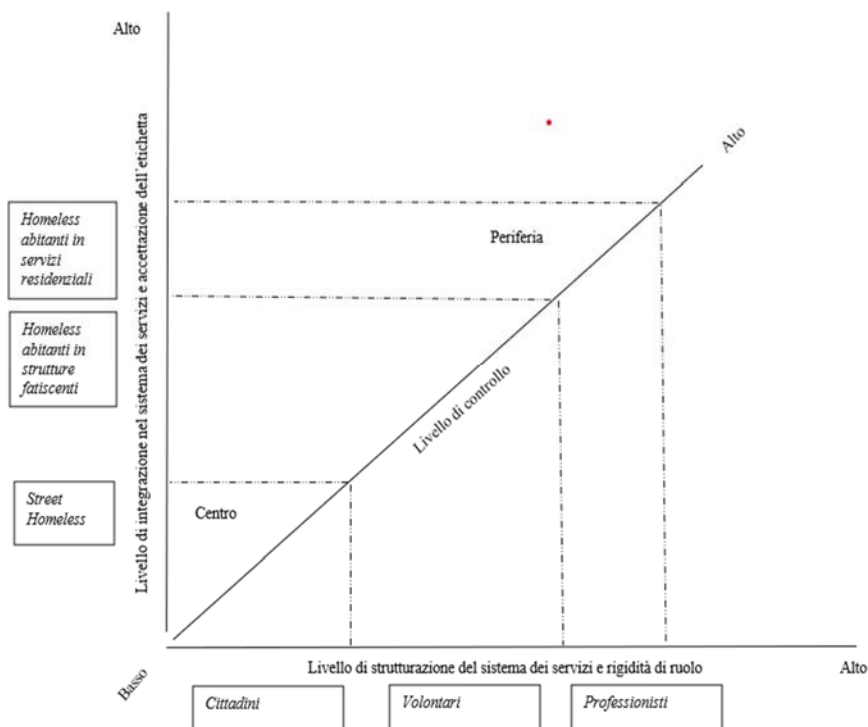 Alto
Alto
Livello di integrazione nel sistema dei servizi e accettazione dell'etichetta
Homeless
abitanti in
servizi
residenziali
Periferia
Homeless
abitanti in
strutture
fatiscenti
Livello di controllo
Street
Homeless
Centro
Basso
Livello di strutturazione del sistema dei servizi e rigidità di ruolo
Alto
Cittadini
Volontari
Professionisti